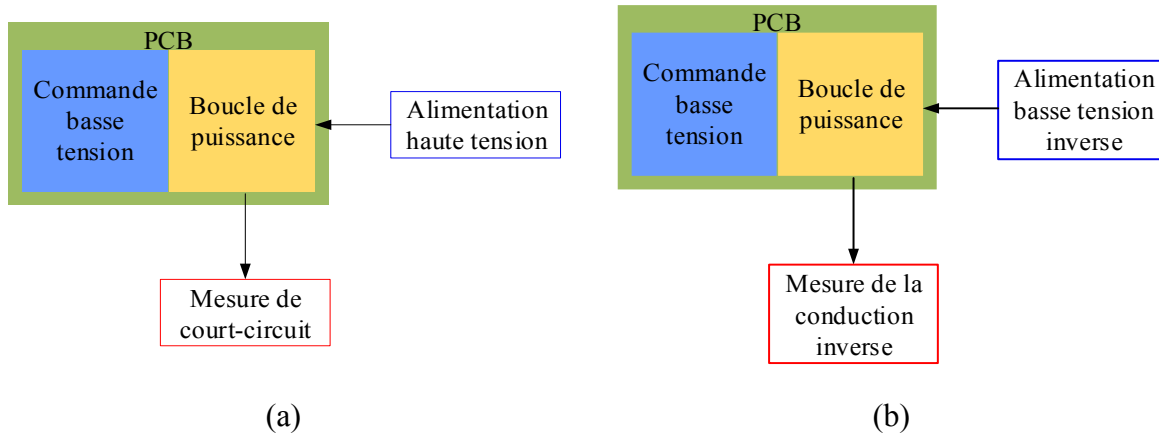 PCB
Commande
basse
tension
Boucle de
puissance
Alimentation
haute tension
Mesure de
court-circuit
(a)
PCB
Commande
basse
tension
Boucle de
puissance
Alimentation
basse tension
inverse
Mesure de la
conduction
inverse
(b)